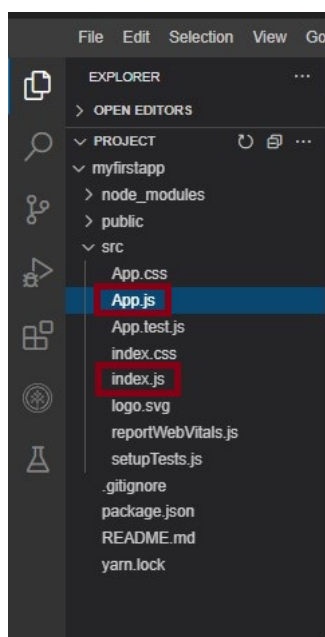 File Edit Selection View Go
EXPLORER
OPEN EDITORS
PROJECT
myfirstapp
node_modules
public
src
App.css
App.js
App.test.js
index.css
index.js
logo.svg
reportWebVitals.js
setupTests.js
.gitignore
package.json
README.md
yarn.lock